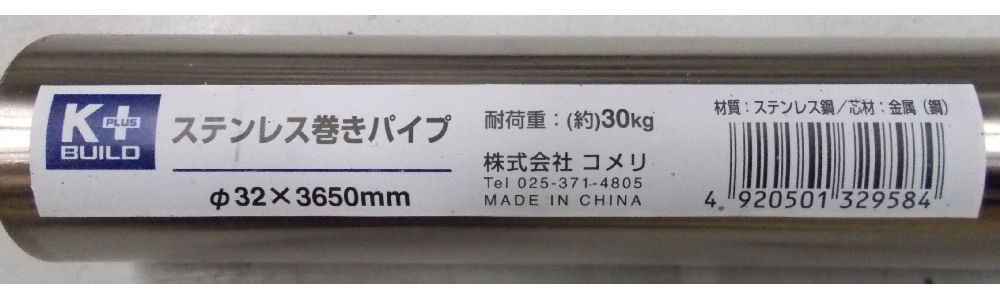 K+
PLUS
BUILD
ステンレス巻きパイプ
φ32×3650mm
耐荷重：(約)30kg
株式会社 コメリ
Tel 025-371-4805
MADE IN CHINA
材質：ステンレス鋼／芯材：金属（鋼）
4 920501 329584